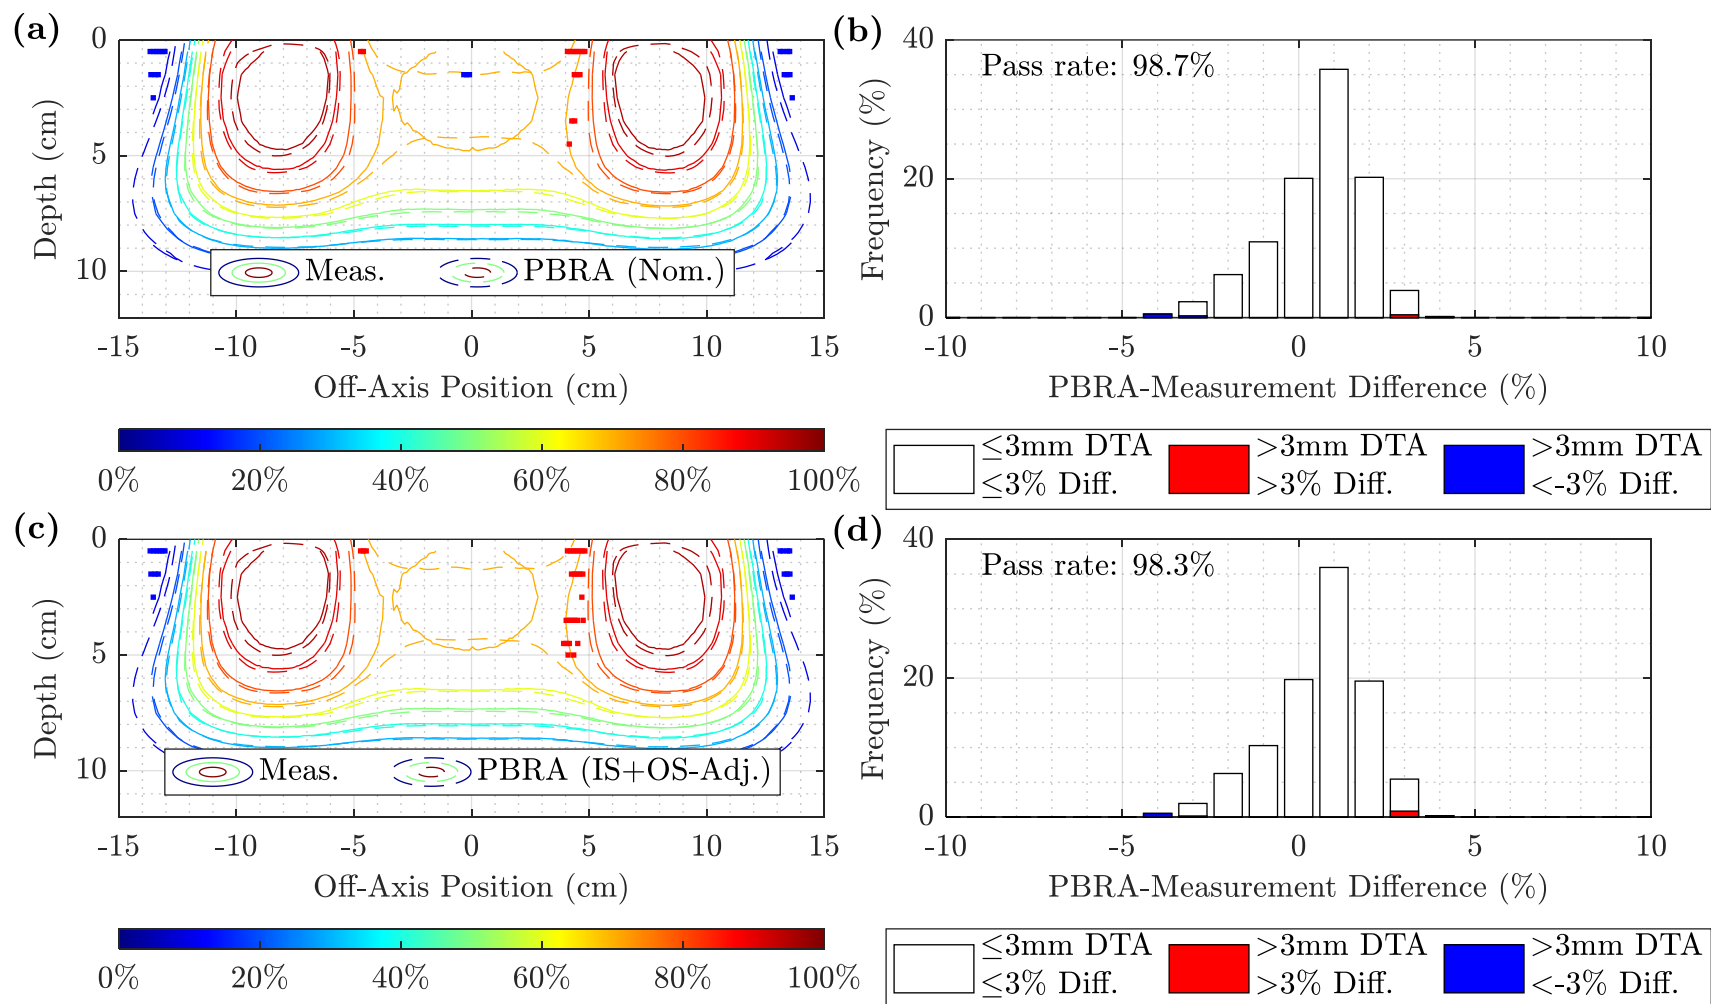 (a)
0
5
10
Depth (cm)
Meas.
PBRA (Nom.)
-15 -10 -5 0 5 10 15
Off-Axis Position (cm)
0% 20% 40% 60% 80% 100%
(b)
40
20
0
Frequency (%)
Pass rate: 98.7%
-10 -5 0 5 10
PBRA-Measurement Difference (%)
≤3mm DTA >3mm DTA >3mm DTA
≤3% Diff. >3% Diff. <-3% Diff.
(c)
0
5
10
Depth (cm)
Meas.
PBRA (IS+OS-Adj.)
-15 -10 -5 0 5 10 15
Off-Axis Position (cm)
0% 20% 40% 60% 80% 100%
(d)
40
20
0
Frequency (%)
Pass rate: 98.3%
-10 -5 0 5 10
PBRA-Measurement Difference (%)
≤3mm DTA >3mm DTA >3mm DTA
≤3% Diff. >3% Diff. <-3% Diff.